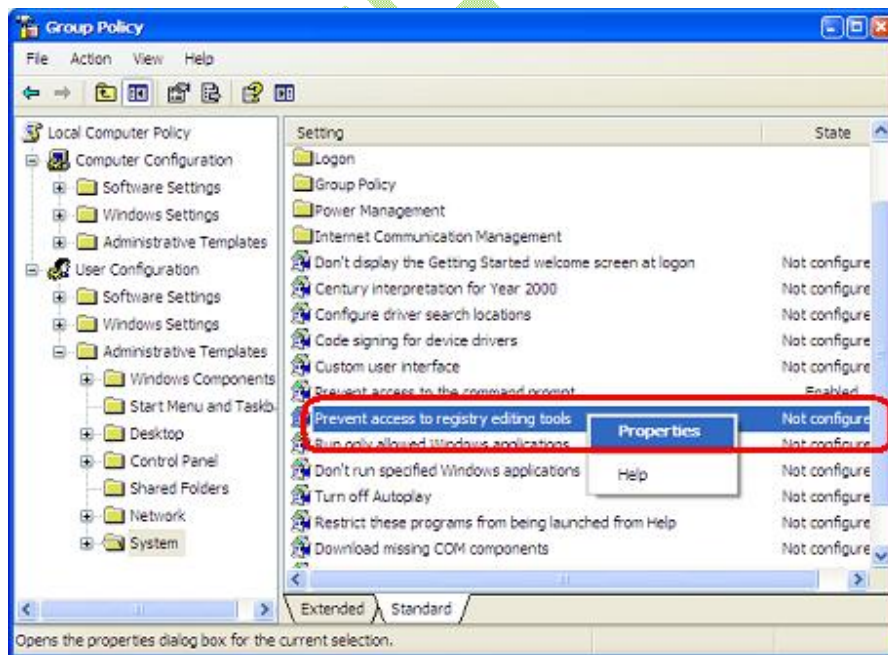 Group Policy
File Action View Help
Local Computer Policy
Computer Configuration
Software Settings
Windows Settings
Administrative Templates
User Configuration
Software Settings
Windows Settings
Administrative Templates
Windows Components
Start Menu and Taskb
Desktop
Control Panel
Shared Folders
Network
System
Setting State
Logon
Group Policy
Power Management
Internet Communication Management
Don't display the Getting Started welcome screen at logon Not configure
Century interpretation for Year 2000 Not configure
Configure driver search locations Not configure
Code signing for device drivers Not configure
Custom user interface Not configure
Prevent access to the command prompt Enabled
Prevent access to registry editing tools Not configure
Run only allowed Windows applications Not configure
Don't run specified Windows applications Not configure
Turn off Autoplay Not configure
Restrict these programs from being launched from Help Not configure
Download missing COM components Not configure
Properties
Help
Extended Standard
Opens the properties dialog box for the current selection.